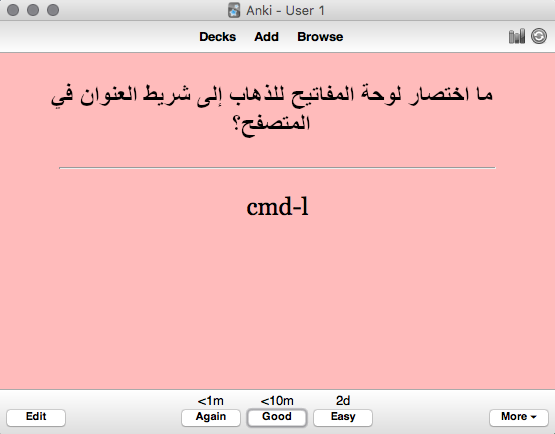 Anki - User 1
Decks Add Browse
ما اختصار لوحة المفاتيح للذهاب إلى شريط العنوان في
المتصفح؟
cmd-l
<1m <10m 2d
Edit Again Good Easy More